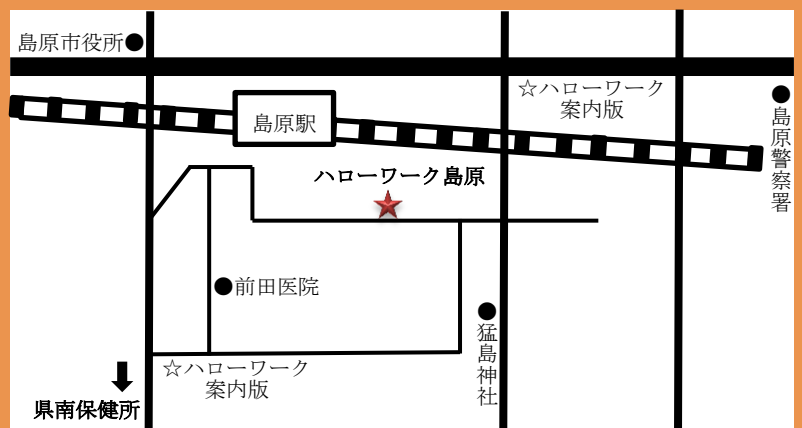 島原市役所●
☆ハローワーク
案内版
●島原警察署
島原駅
ハローワーク島原
●前田医院
●猛島神社
☆ハローワーク
案内版
県南保健所